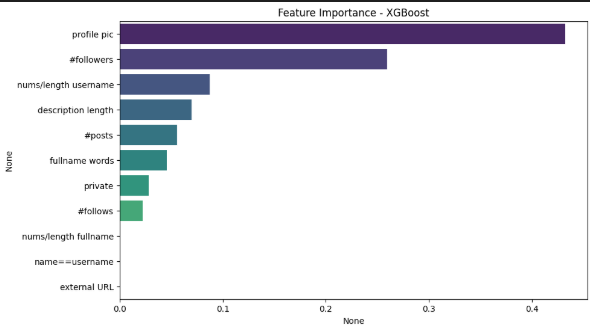 Feature Importance - XGBoost
profile pic
#followers
nums/length username
description length
#posts
fullname words
private
#follows
nums/length fullname
name==username
external URL
None
0.0 0.1 0.2 0.3 0.4
None